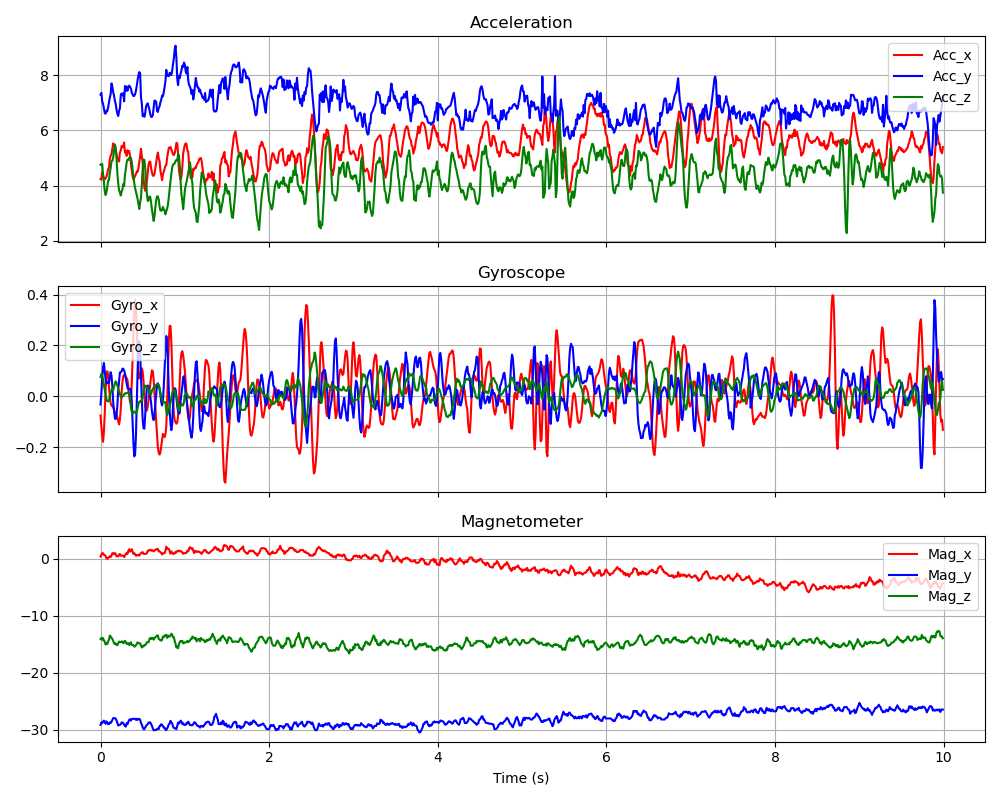 Acceleration
8
6
4
2
Acc_x
Acc_y
Acc_z
Gyroscope
0.4
0.2
0.0
−0.2
Gyro_x
Gyro_y
Gyro_z
Magnetometer
0
−10
−20
−30
Mag_x
Mag_y
Mag_z
0 2 4 6 8 10
Time (s)